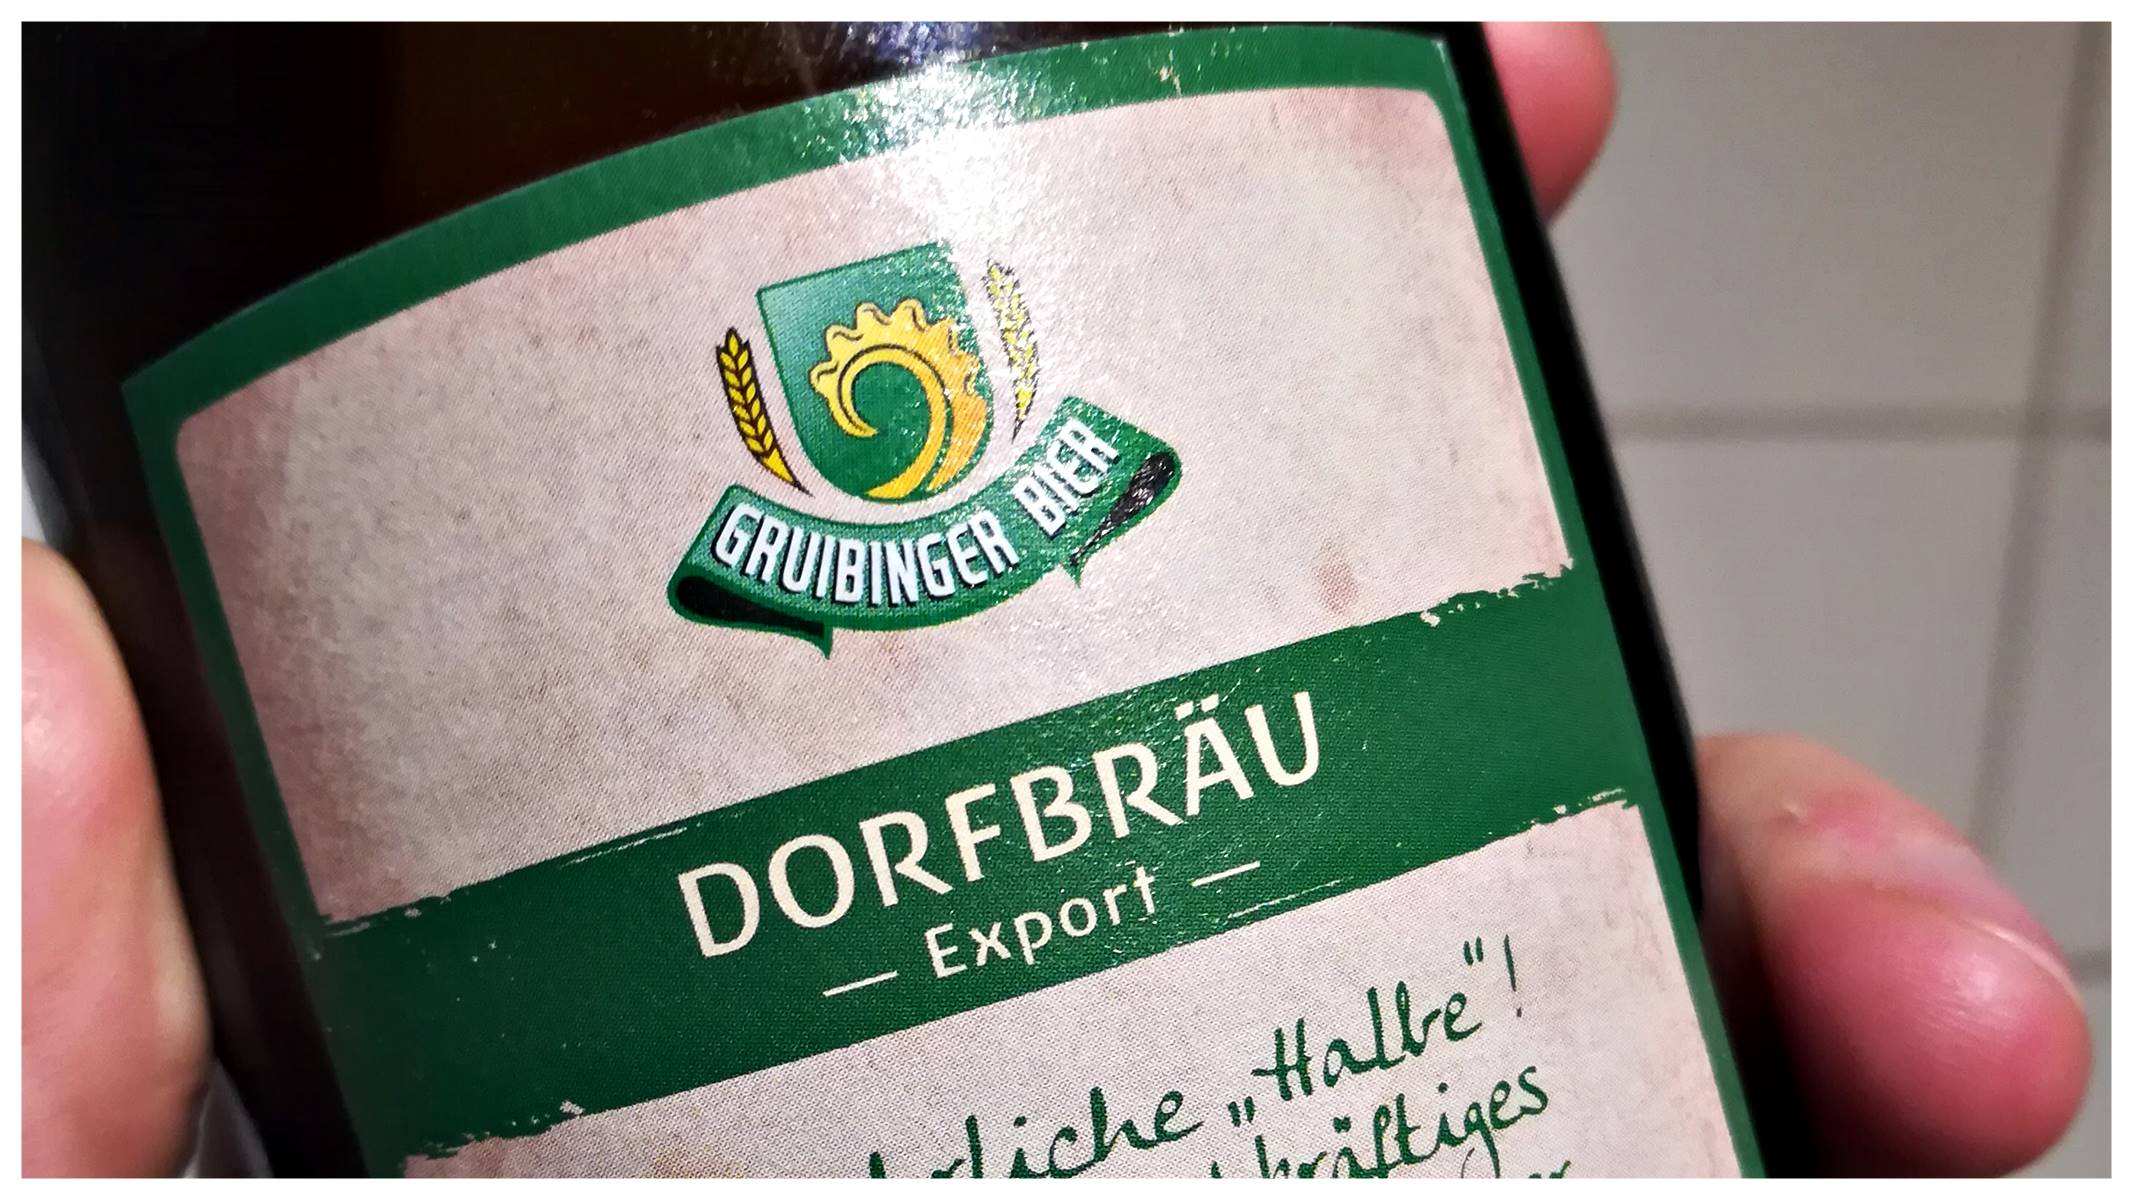 GRUIBINGER BIER
DORFBRÄU
— Export —
„Halbe"!
kräftiges